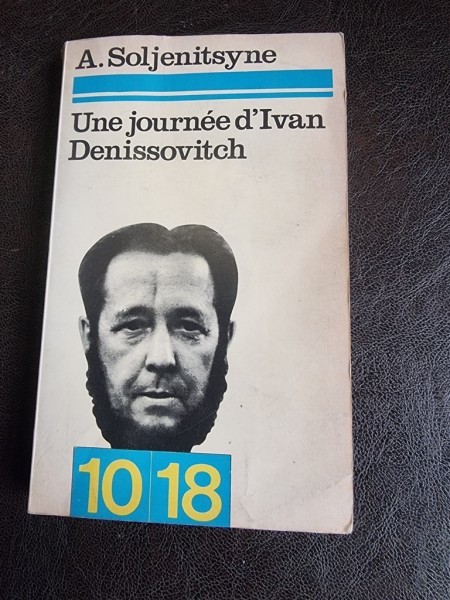 A. Soljenitsyne
Une journée d'Ivan
Denissovitch
10 18